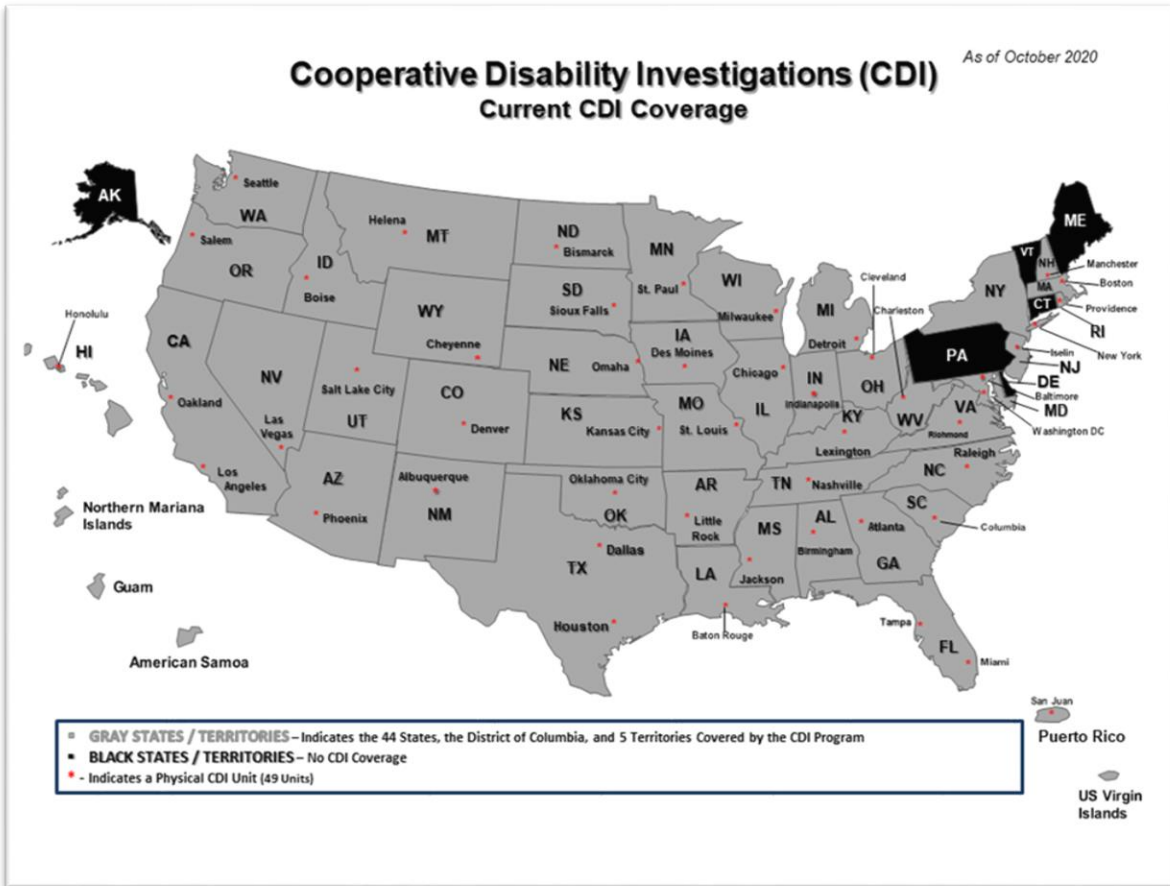 As of October 2020
Cooperative Disability Investigations (CDI)
Current CDI Coverage
AK
Seattle
WA
Helena
MT
ND
Bismarck
MN
ME
Salem
OR
ID
Boise
SD
Sioux Falls
St. Paul
WI
Milwaukee
MI
Detroit
Cleveland
Charleston
NY
VT
NH
MA
CT
Manchester
Boston
Providence
RI
New York
Honolulu
HI
WY
Cheyenne
IA
Des Moines
NE
Omaha
Chicago
PA
Iselin
NJ
DE
Baltimore
MD
Washington DC
CA
Oakland
NV
Las
Vegas
Salt Lake City
UT
CO
Denver
KS
Kansas City
MO
St. Louis
IL
IN
Indianapolis
OH
KY
Lexington
WV
VA
Richmond
Los
Angeles
AZ
Phoenix
Albuquerque
NM
Oklahoma City
OK
AR
Little
Rock
TN
Nashville
Raleigh
NC
SC
Columbia
Northern Mariana
Islands
Dallas
TX
Houston
LA
Baton Rouge
MS
Jackson
AL
Birmingham
Atlanta
GA
Guam
American Samoa
Tampa
FL
Miami
San Juan
Puerto Rico
US Virgin
Islands
GRAY STATES / TERRITORIES – Indicates the 44 States, the District of Columbia, and 5 Territories Covered by the CDI Program
BLACK STATES / TERRITORIES – No CDI Coverage
* - Indicates a Physical CDI Unit (49 Units)